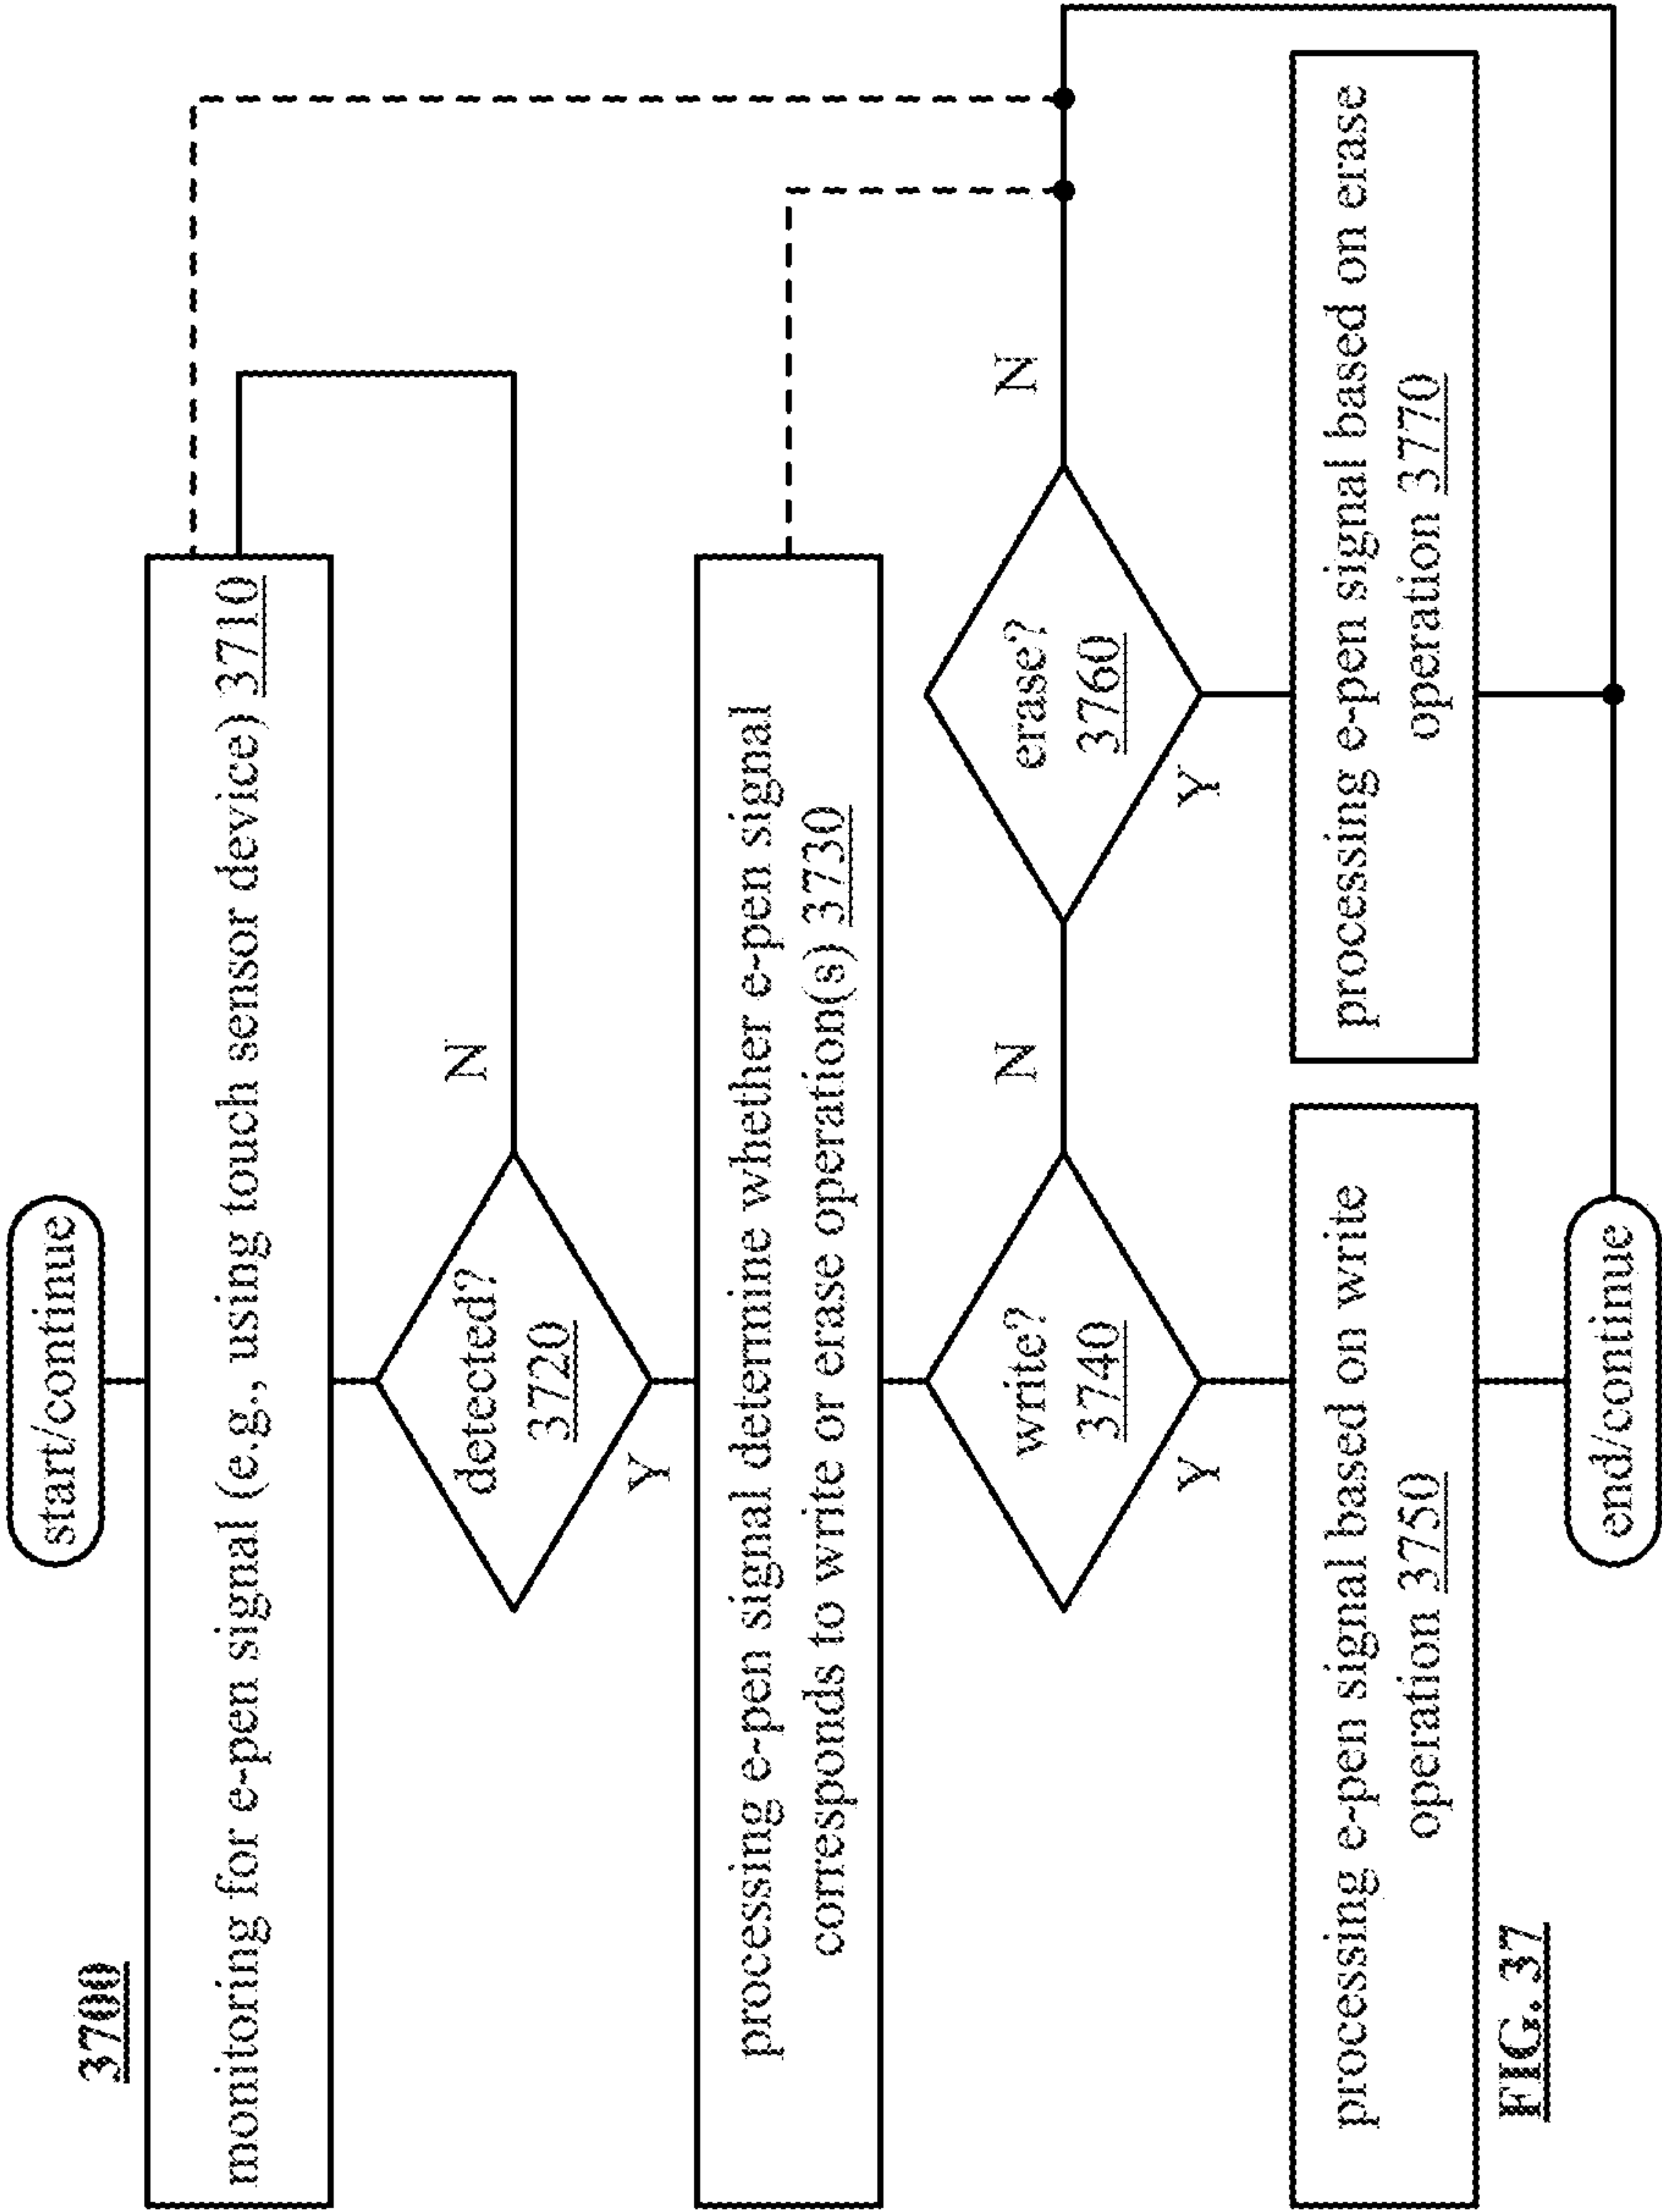 3700
start/continue
monitoring for e-pen signal (e.g., using touch sensor device) 3710
detected?
3720
N
Y
processing e-pen signal determine whether e-pen signal
corresponds to write or erase operation(s) 3730
write?
3740
N
Y
erase?
3760
N
Y
processing e-pen signal based on write
operation 3750
processing e-pen signal based on erase
operation 3770
end/continue
FIG. 37